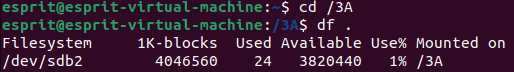 esprit@esprit-virtual-machine:~$ cd /3A
esprit@esprit-virtual-machine:/3A$ df .
Filesystem     1K-blocks  Used Available Use% Mounted on
/dev/sdb2        4046560    24   3820440   1% /3A